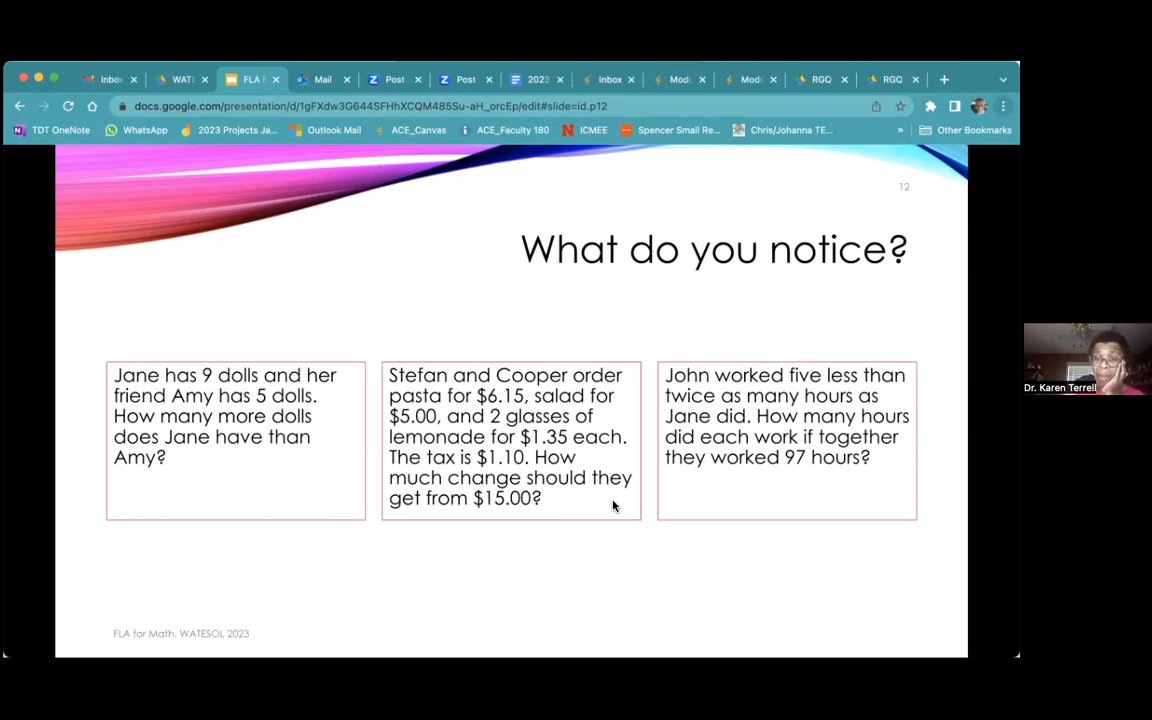 Inbo
WAT
FLA
Mail
Post
Post
2023
Inbox
Modu
Modu
RGQ
RGQ
docs.google.com/presentation/d/1gFXdw3G644SFHhXCQM485Su-aH_orcEp/edit#slide=id.p12
TDT OneNote
WhatsApp
2023 Projects Ja...
Outlook Mail
ACE_Canvas
ACE_Faculty 180
ICMEE
Spencer Small Re...
Chris/Johanna TE...
»
Other Bookmarks
12
What do you notice?
Jane has 9 dolls and her
friend Amy has 5 dolls.
How many more dolls
does Jane have than
Amy?
Stefan and Cooper order
pasta for $6.15, salad for
$5.00, and 2 glasses of
lemonade for $1.35 each.
The tax is $1.10. How
much change should they
get from $15.00?
John worked five less than
twice as many hours as
Jane did. How many hours
did each work if together
they worked 97 hours?
FLA for Math, WATESOL 2023
Dr. Karen Terrell